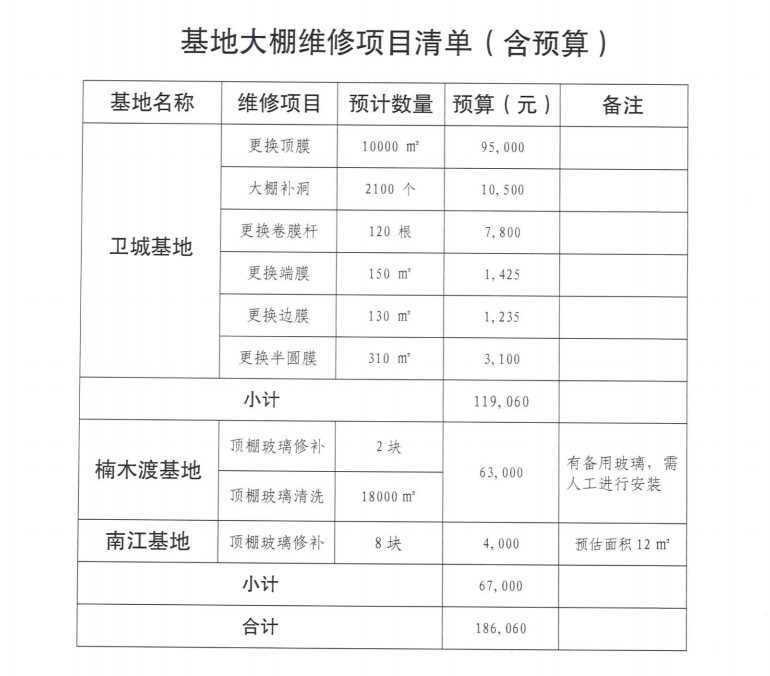 基地大棚维修项目清单（含预算）
基地名称 维修项目 预计数量 预算（元） 备注
卫城基地 更换顶膜 10000 ㎡ 95,000
大棚补洞 2100 个 10,500
更换卷膜杆 120 根 7,800
更换端膜 150 ㎡ 1,425
更换边膜 130 ㎡ 1,235
更换半圆膜 310 ㎡ 3,100
小计 119,060
楠木渡基地 顶棚玻璃修补 2 块 63,000 有备用玻璃，需
人工进行安装
顶棚玻璃清洗 18000 ㎡
南江基地 顶棚玻璃修补 8 块 4,000 预估面积 12 ㎡
小计 67,000
合计 186,060